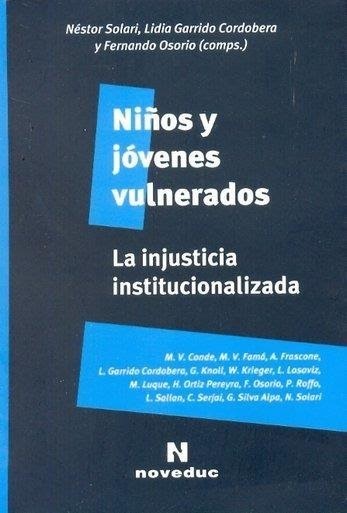 Néstor Solari, Lidia Garrido Cordobera
y Fernando Osorio (comps.)
Niños y
jóvenes
vulnerados
La injusticia
institucionalizada
M. V. Conde, M. V. Famá, A. Frascone,
L. Garrido Cordobera, G. Knoll, W. Krieger, L. Losoviz,
M. Luque, H. Ortiz Pereyra, F. Osorio, P. Roffo,
L. Sallan, C. Serjai, G. Silva Alpa, N. Solari
N
noveduc